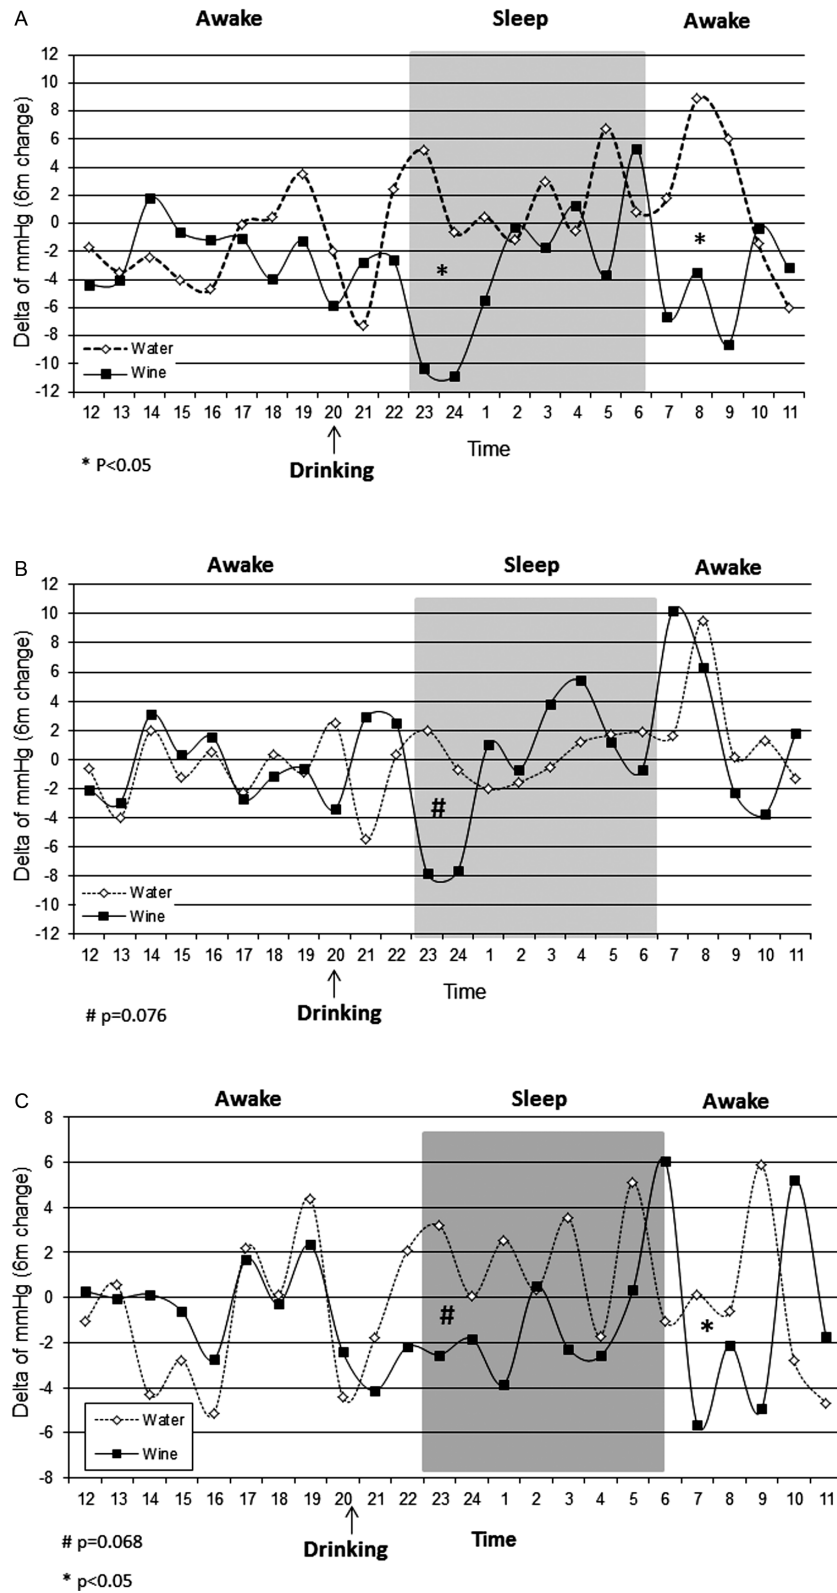 A
Awake Sleep Awake
12
10
8
6
4
2
0
-2
-4
-6
-8
-10
-12
Delta of mmHg (6m change)
Water
Wine
12 13 14 15 16 17 18 19 20 21 22 23 24 1 2 3 4 5 6 7 8 9 10 11
*
*
Time
* P<0.05
Drinking
B
Awake Sleep Awake
12
10
8
6
4
2
0
-2
-4
-6
-8
-10
-12
Delta of mmHg (6m change)
#
Water
Wine
12 13 14 15 16 17 18 19 20 21 22 23 24 1 2 3 4 5 6 7 8 9 10 11
Time
# p=0.076
Drinking
C
Awake Sleep Awake
8
6
4
2
0
-2
-4
-6
-8
Delta of mmHg (6m change)
#
*
Water
Wine
12 13 14 15 16 17 18 19 20 21 22 23 24 1 2 3 4 5 6 7 8 9 10 11
# p=0.068
Time
Drinking
* p<0.05